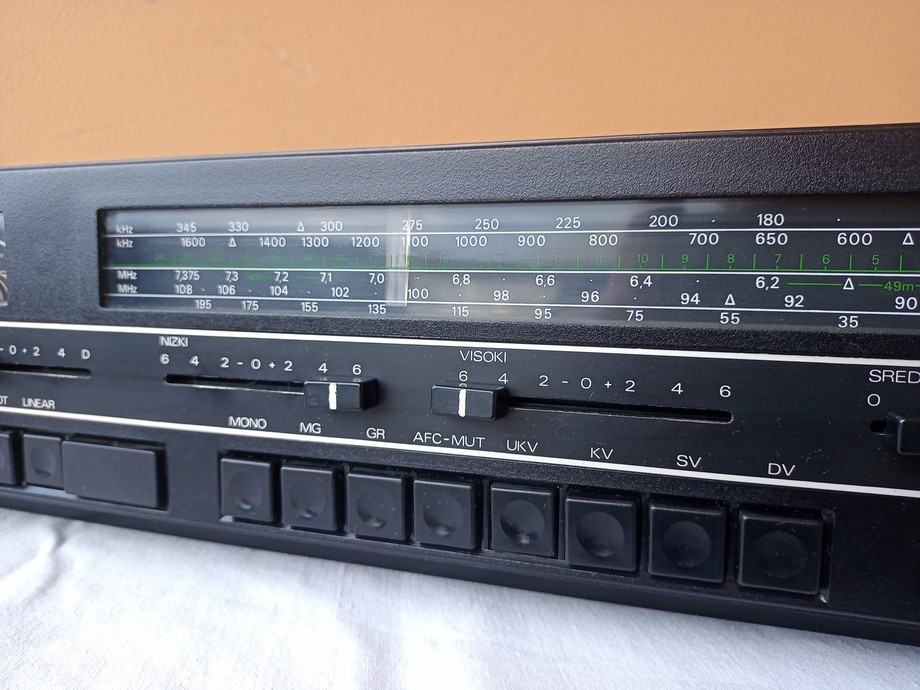 kHz 345 330 Δ 300 275 250 225 200 · 180 ·
kHz 1600 Δ 1400 1300 1200 1100 1000 900 800 700 650 600 Δ
11 10 9 8 7 6 5
MHz 7,375 7,3 · 7,2 · 7,1 7,0 6,8 · 6,6 · 6,4 · 6,2 · Δ 49m
MHz 108 · 106 · 104 · 102 · 100 · 98 · 96 · 94 Δ 92 · 90
195 175 155 135 115 95 75 55 35
NIZKI
VISOKI
SRED
- 0 + 2 4 D
6 4 2 - 0 + 2 4 6
6 4 2 - 0 + 2 4 6
0
OT LINEAR
MONO MG GR AFC-MUT UKV KV SV DV